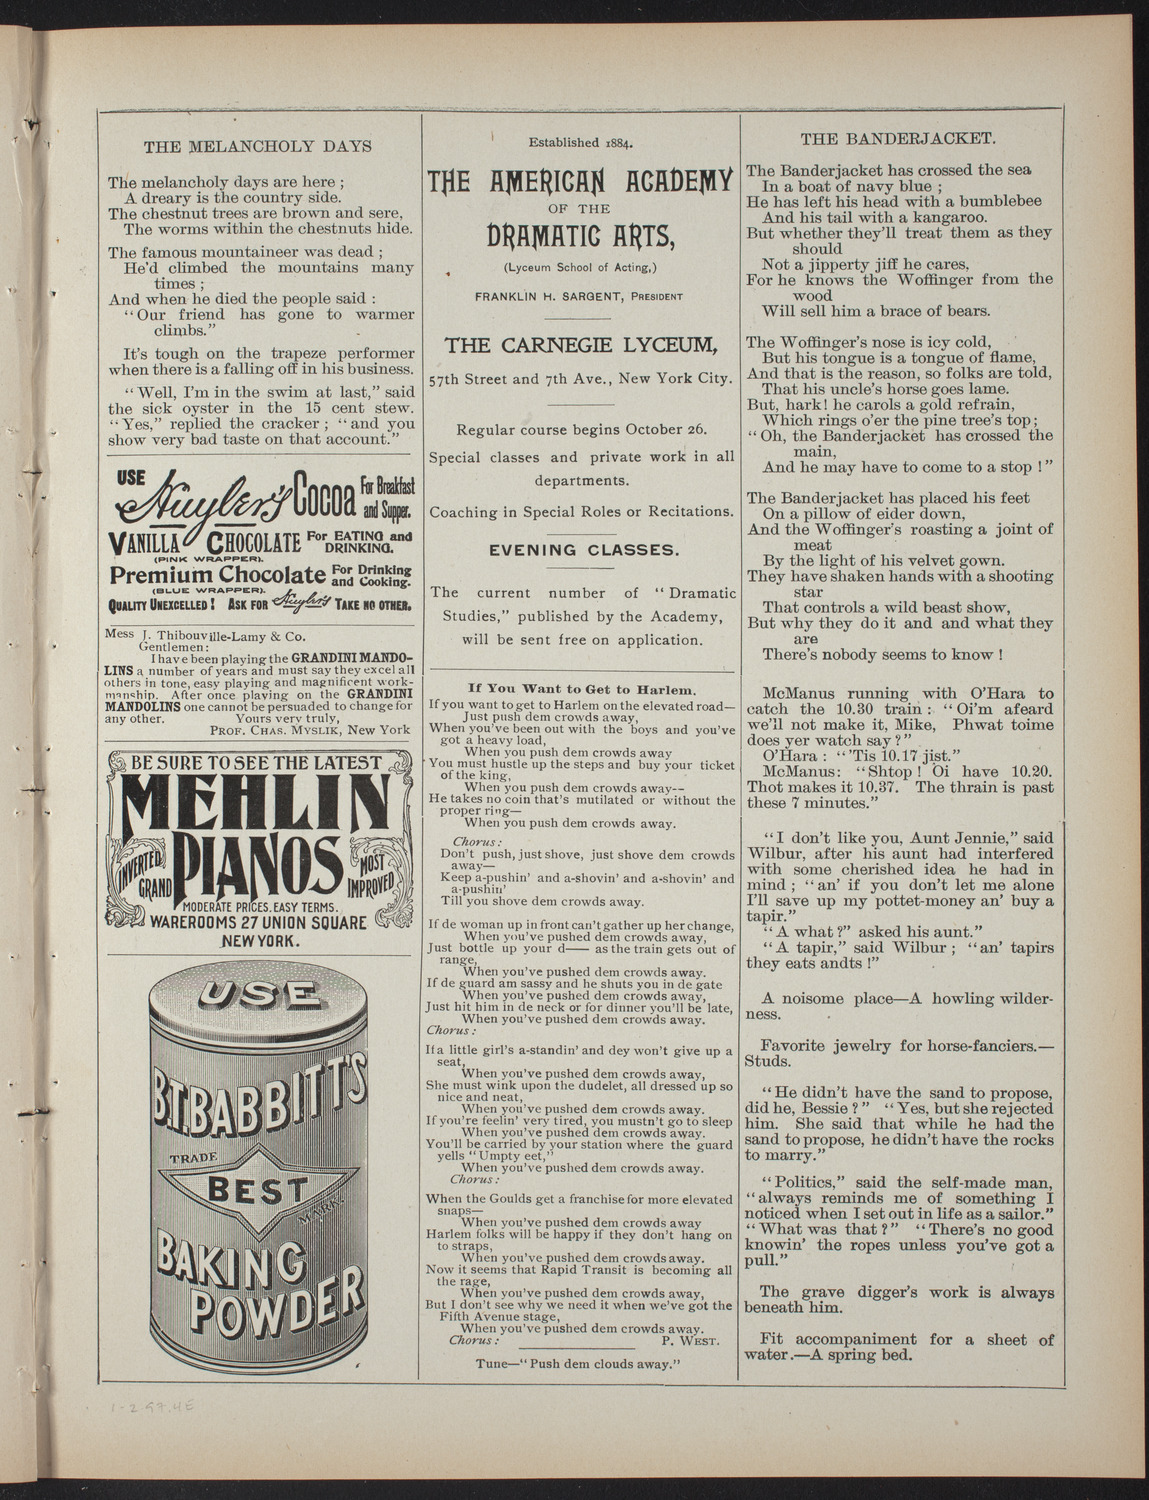 THE MELANCHOLY DAYS
The melancholy days are here ;
A dreary is the country side.
The chestnut trees are brown and sere,
The worms within the chestnuts hide.
The famous mountaineer was dead ;
He'd climbed the mountains many
times ;
And when he died the people said :
“Our friend has gone to warmer
climbs.”
It's tough on the trapeze performer
when there is a falling off in his business.
“Well, I'm in the swim at last,” said
the sick oyster in the 15 cent stew.
“Yes,” replied the cracker ; “and you
show very bad taste on that account.”
USE
Huyler's Cocoa For Breakfast
and Supper.
VANILLA CHOCOLATE For EATING and
DRINKING.
(PINK WRAPPER).
Premium Chocolate For Drinking
and Cooking.
(BLUE WRAPPER).
QUALITY UNEXCELLED ! ASK FOR Huyler's TAKE NO OTHER.
Mess J. Thibouville-Lamy & Co.
Gentlemen:
I have been playing the GRANDINI MANDO-
LINS a number of years and must say they excel all
others in tone, easy playing and magnificent work-
manship. After once playing on the GRANDINI
MANDOLINS one cannot be persuaded to change for
any other. Yours very truly,
PROF. CHAS. MYSLIK, New York
BE SURE TO SEE THE LATEST
MEHLIN
PIANOS
INVERTED
GRAND
MOST
IMPROVED
MODERATE PRICES. EASY TERMS.
WAREROOMS 27 UNION SQUARE
NEW YORK.
USE
B.T. BABBITT'S
TRADE
BEST
MARK.
BAKING
POWDER
1-2-97.HE
Established 1884.
THE AMERICAN ACADEMY
OF THE
DRAMATIC ARTS,
(Lyceum School of Acting,)
FRANKLIN H. SARGENT, PRESIDENT
THE CARNEGIE LYCEUM,
57th Street and 7th Ave., New York City.
Regular course begins October 26.
Special classes and private work in all
departments.
Coaching in Special Roles or Recitations.
EVENING CLASSES.
The current number of “Dramatic
Studies,” published by the Academy,
will be sent free on application.
If You Want to Get to Harlem.
If you want to get to Harlem on the elevated road—
Just push dem crowds away,
When you've been out with the boys and you've
got a heavy load,
When you push dem crowds away
You must hustle up the steps and buy your ticket
of the king,
When you push dem crowds away--
He takes no coin that's mutilated or without the
proper ring—
When you push dem crowds away.
Chorus :
Don't push, just shove, just shove dem crowds
away—
Keep a-pushin' and a-shovin' and a-shovin' and
a-pushin'
Till you shove dem crowds away.
If de woman up in front can't gather up her change,
When you've pushed dem crowds away,
Just bottle up your d—— as the train gets out of
range,
When you've pushed dem crowds away.
If de guard am sassy and he shuts you in de gate
When you've pushed dem crowds away,
Just hit him in de neck or for dinner you'll be late,
When you've pushed dem crowds away.
Chorus :
If a little girl's a-standin' and dey won't give up a
seat,
When you've pushed dem crowds away,
She must wink upon the dudelet, all dressed up so
nice and neat,
When you've pushed dem crowds away.
If you're feelin' very tired, you mustn't go to sleep
When you've pushed dem crowds away.
You'll be carried by your station where the guard
yells “Umpty eet,”
When you've pushed dem crowds away.
Chorus :
When the Goulds get a franchise for more elevated
snaps—
When you've pushed dem crowds away
Harlem folks will be happy if they don't hang on
to straps,
When you've pushed dem crowds away.
Now it seems that Rapid Transit is becoming all
the rage,
When you've pushed dem crowds away,
But I don't see why we need it when we've got the
Fifth Avenue stage,
When you've pushed dem crowds away.
Chorus : P. WEST.
Tune—“Push dem clouds away.”
THE BANDERJACKET.
The Banderjacket has crossed the sea
In a boat of navy blue ;
He has left his head with a bumblebee
And his tail with a kangaroo.
But whether they'll treat them as they
should
Not a jipperty jiff he cares,
For he knows the Woffinger from the
wood
Will sell him a brace of bears.
The Woffinger's nose is icy cold,
But his tongue is a tongue of flame,
And that is the reason, so folks are told,
That his uncle's horse goes lame.
But, hark! he carols a gold refrain,
Which rings o'er the pine tree's top ;
“Oh, the Banderjacket has crossed the
main,
And he may have to come to a stop !”
The Banderjacket has placed his feet
On a pillow of eider down,
And the Woffinger's roasting a joint of
meat
By the light of his velvet gown.
They have shaken hands with a shooting
star
That controls a wild beast show,
But why they do it and and what they
are
There's nobody seems to know !
McManus running with O'Hara to
catch the 10.30 train : “Oi'm afeard
we'll not make it, Mike, Phwat toime
does yer watch say ?”
O'Hara : “'Tis 10.17 jist.”
McManus: “Shtop ! Oi have 10.20.
Thot makes it 10.37. The thrain is past
these 7 minutes.”
“I don't like you, Aunt Jennie,” said
Wilbur, after his aunt had interfered
with some cherished idea he had in
mind ; “an' if you don't let me alone
I'll save up my pottet-money an' buy a
tapir.”
“A what ?” asked his aunt.”
“A tapir,” said Wilbur ; “an' tapirs
they eats andts !”
A noisome place—A howling wilder-
ness.
Favorite jewelry for horse-fanciers.—
Studs.
“He didn't have the sand to propose,
did he, Bessie ?” “Yes, but she rejected
him. She said that while he had the
sand to propose, he didn't have the rocks
to marry.”
“Politics,” said the self-made man,
“always reminds me of something I
noticed when I set out in life as a sailor.”
“What was that ?” “There's no good
knowin' the ropes unless you've got a
pull.”
The grave digger's work is always
beneath him.
Fit accompaniment for a sheet of
water.—A spring bed.